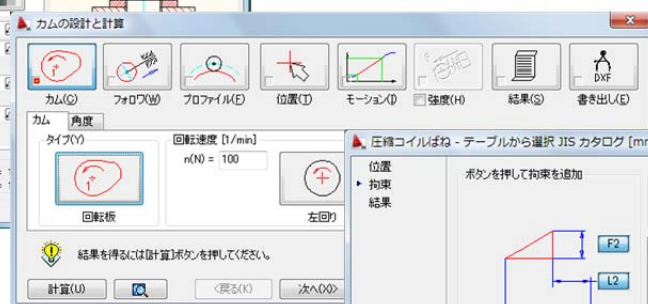 カムの設計と計算
カム(C) フォロワ(W) プロファイル(F) 位置(T) モーション(I) 強度(H) 結果(S) 書き出し(E)
DXF
カム 角度
タイプ(Y) 回転速度 [1/min]
n(N) = 100
回転板 左回り
結果を得るには[計算]ボタンを押してください。
計算(U) <戻る(K) 次へ(X)>
圧縮コイルばね - テーブルから選択 JIS カタログ [mm
位置
拘束
結果
ボタンを押して拘束を追加
F2
L2